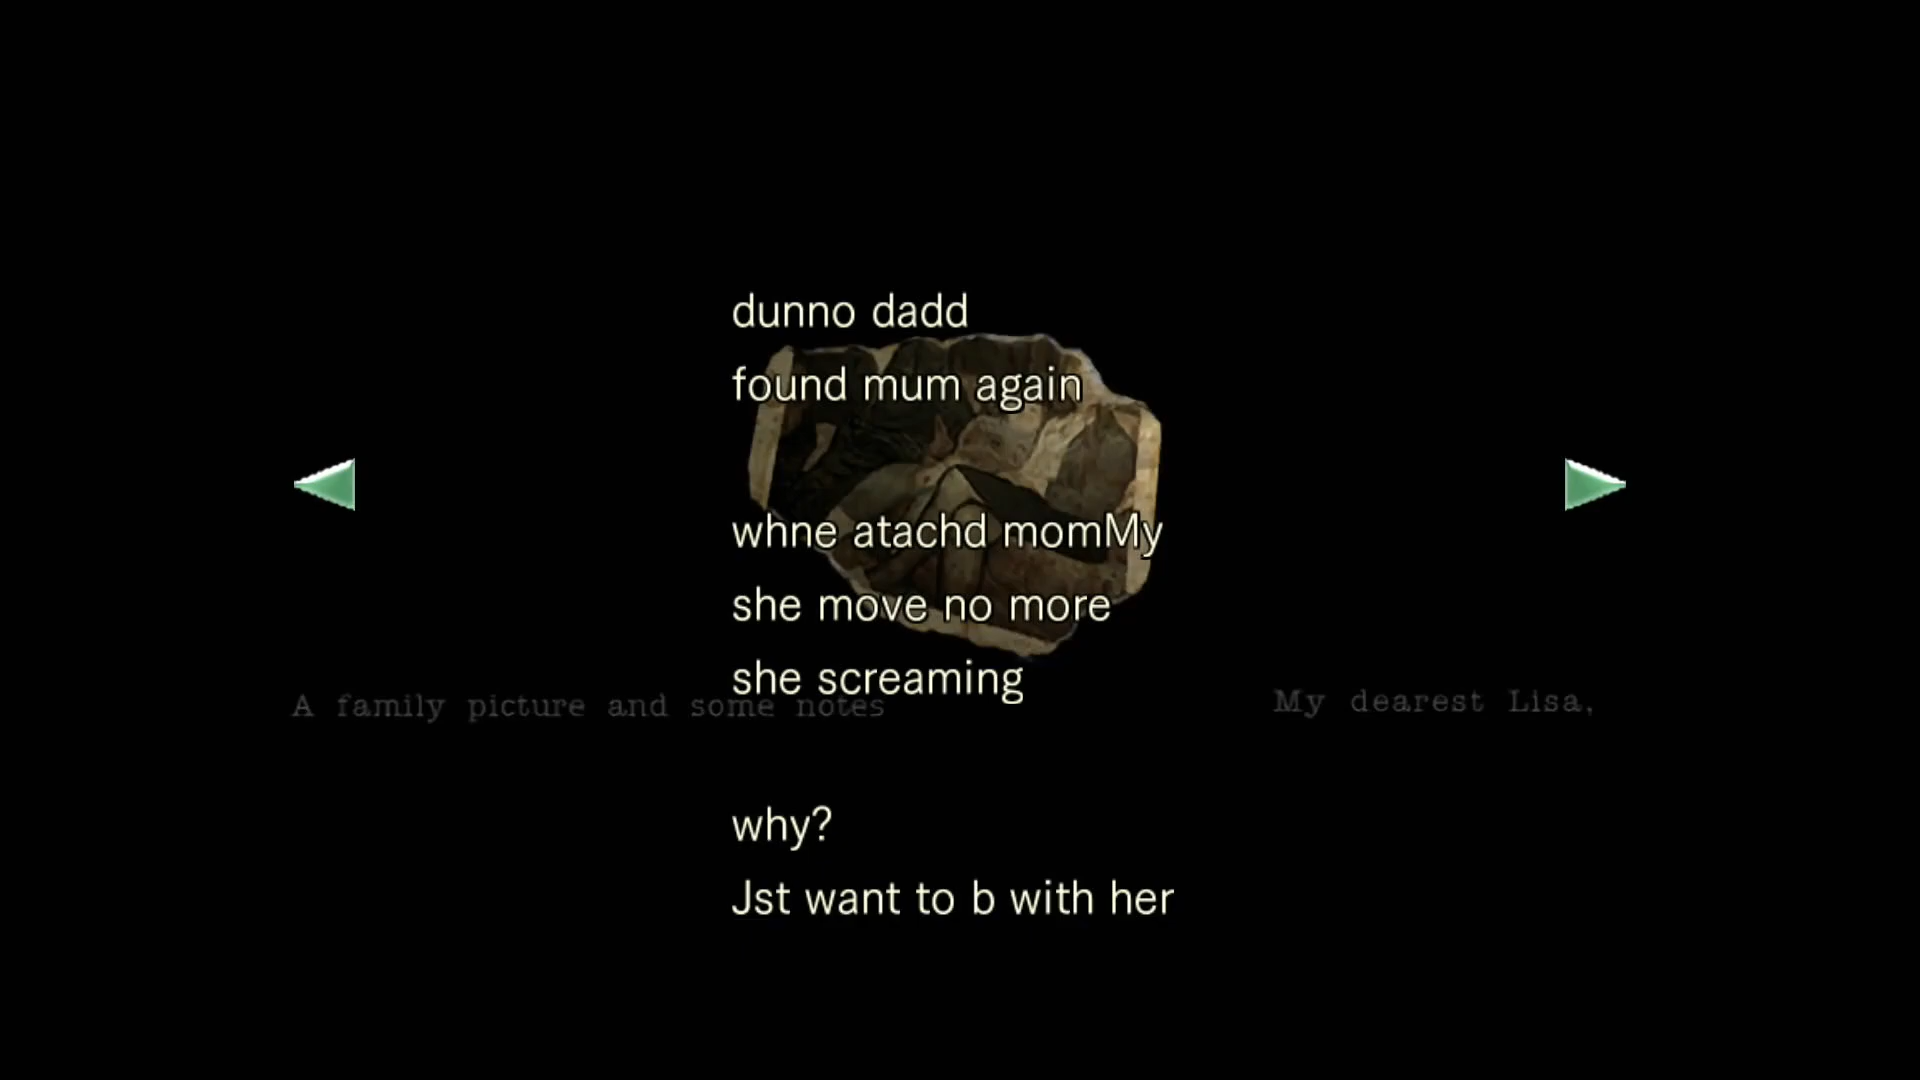 dunno dadd
found mum again
whne atachd momMy
she move no more
she screaming
A family picture and some notes
My dearest Lisa,
why?
Jst want to b with her